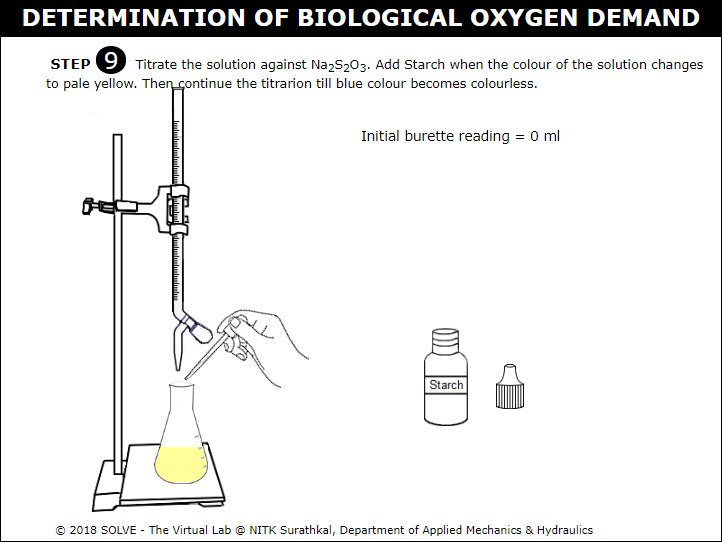 DETERMINATION OF BIOLOGICAL OXYGEN DEMAND
STEP 9 Titrate the solution against Na₂S₂O₃. Add Starch when the colour of the solution changes
to pale yellow. Then continue the titrarion till blue colour becomes colourless.
Initial burette reading = 0 ml
Starch
© 2018 SOLVE - The Virtual Lab @ NITK Surathkal, Department of Applied Mechanics & Hydraulics